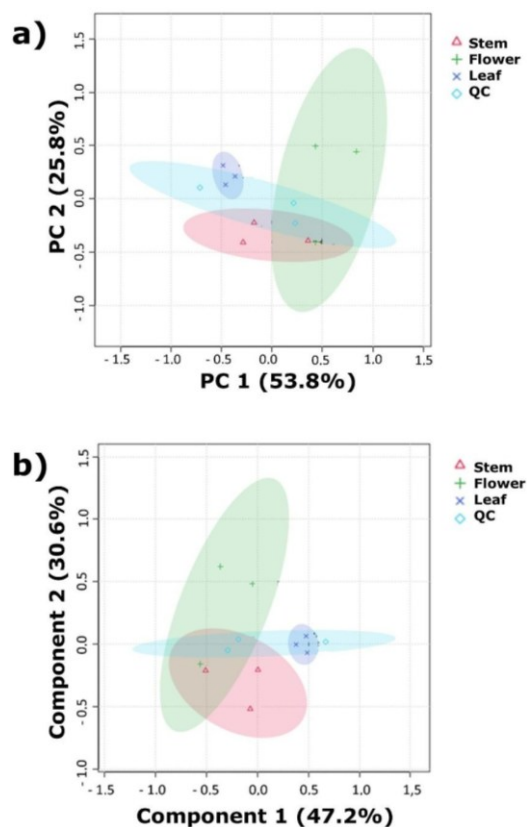 a)
Stem
Flower
Leaf
QC
PC 2 (25.8%)
1.5
1.0
0.5
0.0
- 0.5
- 1.0
- 1.5 - 1.0 - 0.5 0.0 0.5 1.0 1.5
PC 1 (53.8%)
b)
Stem
Flower
Leaf
QC
Component 2 (30.6%)
1.5
1.0
0.5
0.0
- 0.5
- 1.0
- 1.5 - 1.0 - 0.5 0.0 0.5 1.0 1,5
Component 1 (47.2%)